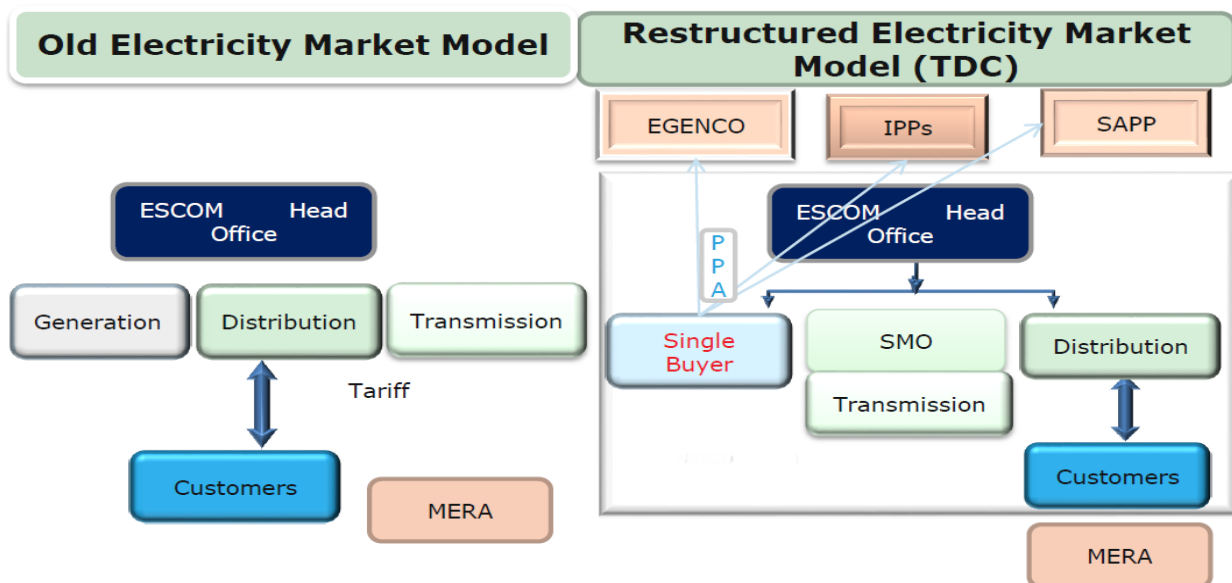 Old Electricity Market Model
ESCOM Head
Office
Generation
Distribution
Transmission
Tariff
Customers
MERA
Restructured Electricity Market
Model (TDC)
EGENCO
IPPs
SAPP
ESCOM Head
Office
P
P
A
Single
Buyer
SMO
Transmission
Distribution
Customers
MERA